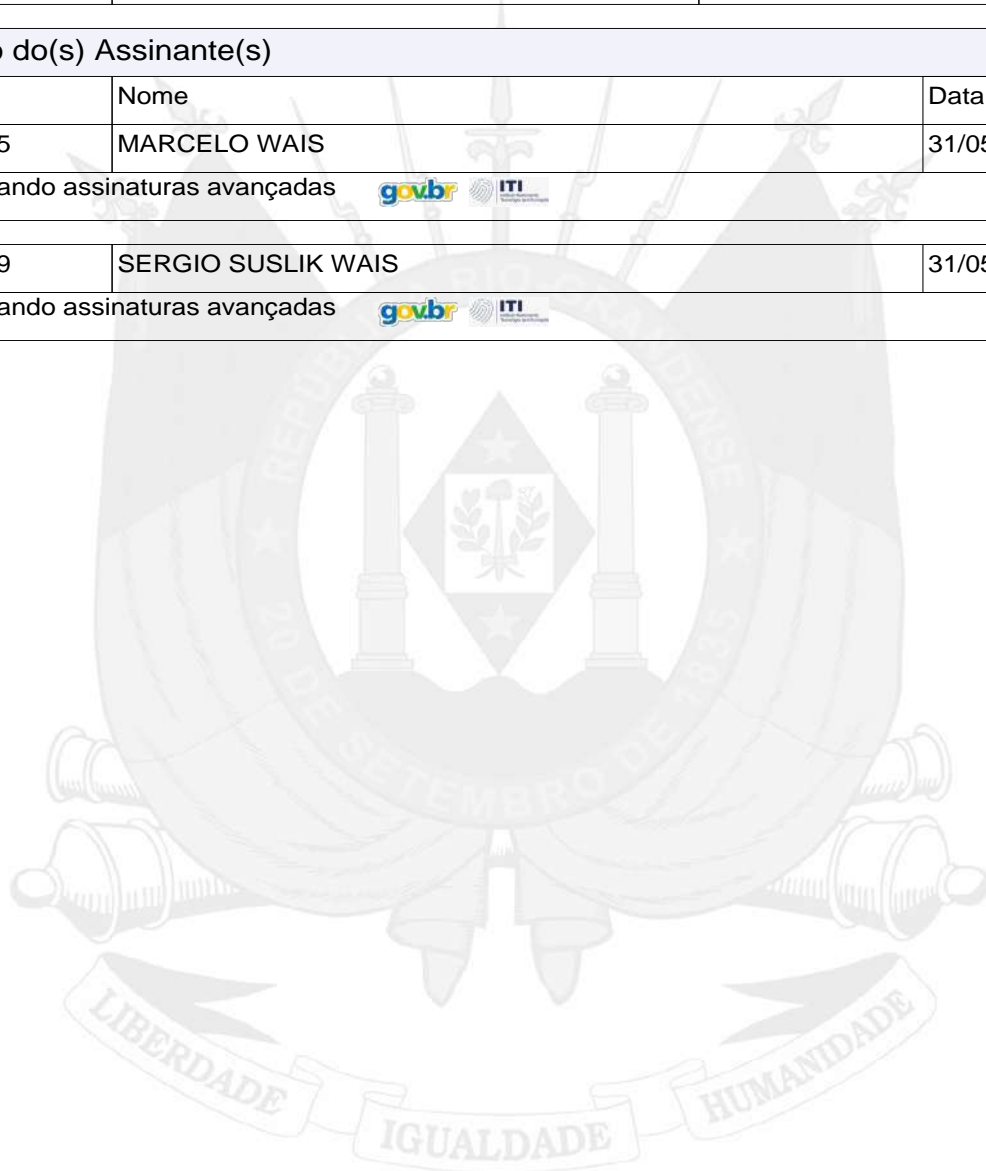 o do(s) Assinante(s)
Nome Data
5 MARCELO WAIS 31/05
ando assinaturas avançadas gov.br ITI
9 SERGIO SUSLIK WAIS 31/05
ando assinaturas avançadas gov.br ITI
REPUBLICA RIO GRANDENSE
20 DE SETEMBRO DE 1835
LIBERDADE IGUALDADE HUMANIDADE